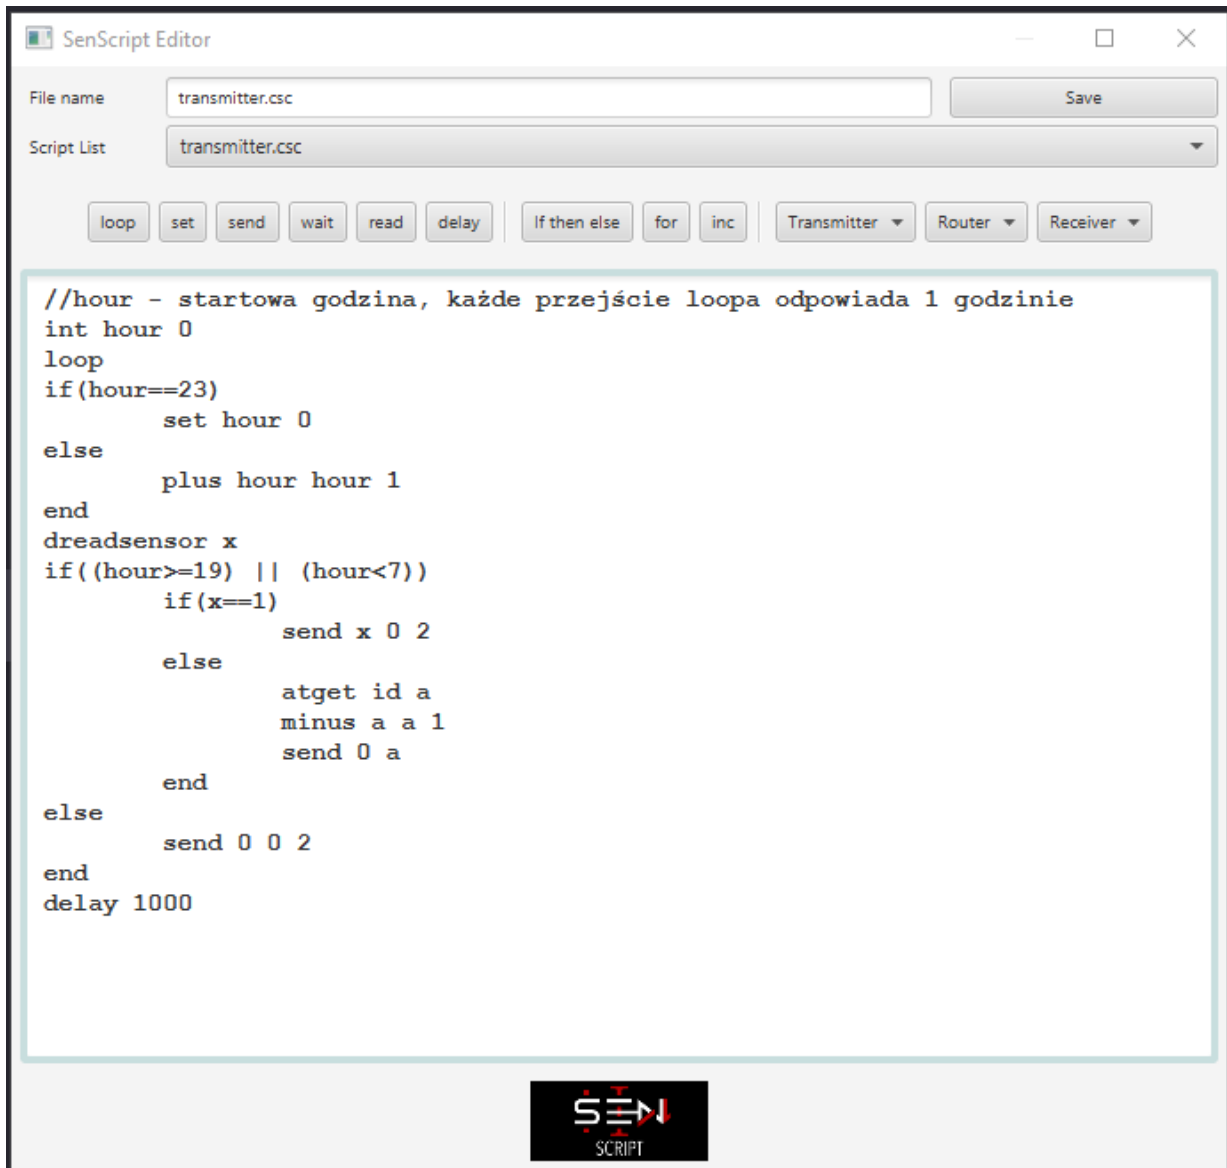 SenScript Editor
File name transmitter.csc Save
Script List transmitter.csc
loop set send wait read delay If then else for inc Transmitter Router Receiver
//hour - startowa godzina, każde przejście loopa odpowiada 1 godzinie
int hour 0
loop
if(hour==23)
set hour 0
else
plus hour hour 1
end
dreadsensor x
if((hour>=19) || (hour<7))
if(x==1)
send x 0 2
else
atget id a
minus a a 1
send 0 a
end
else
send 0 0 2
end
delay 1000
SEN
SCRIPT